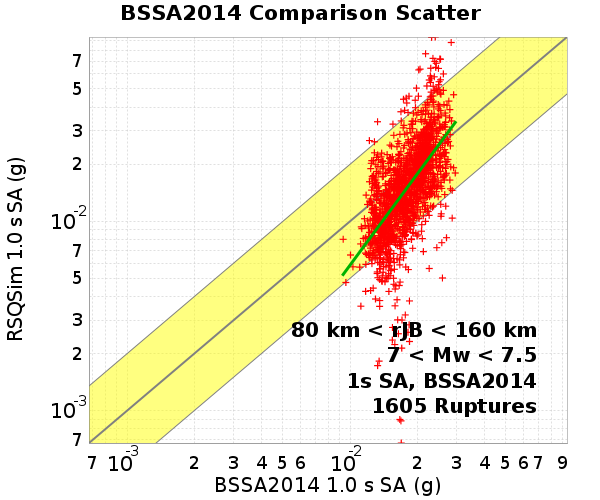 BSSA2014 Comparison Scatter
RSQSim 1.0 s SA (g)
7
5
3
2
10-2
7
5
3
2
10-3
7
80 km < rJB < 160 km
7 < Mw < 7.5
1s SA, BSSA2014
1605 Ruptures
7 10-3 2 3 4 5 6 10-2 2 3 4 5 6 7 9
BSSA2014 1.0 s SA (g)